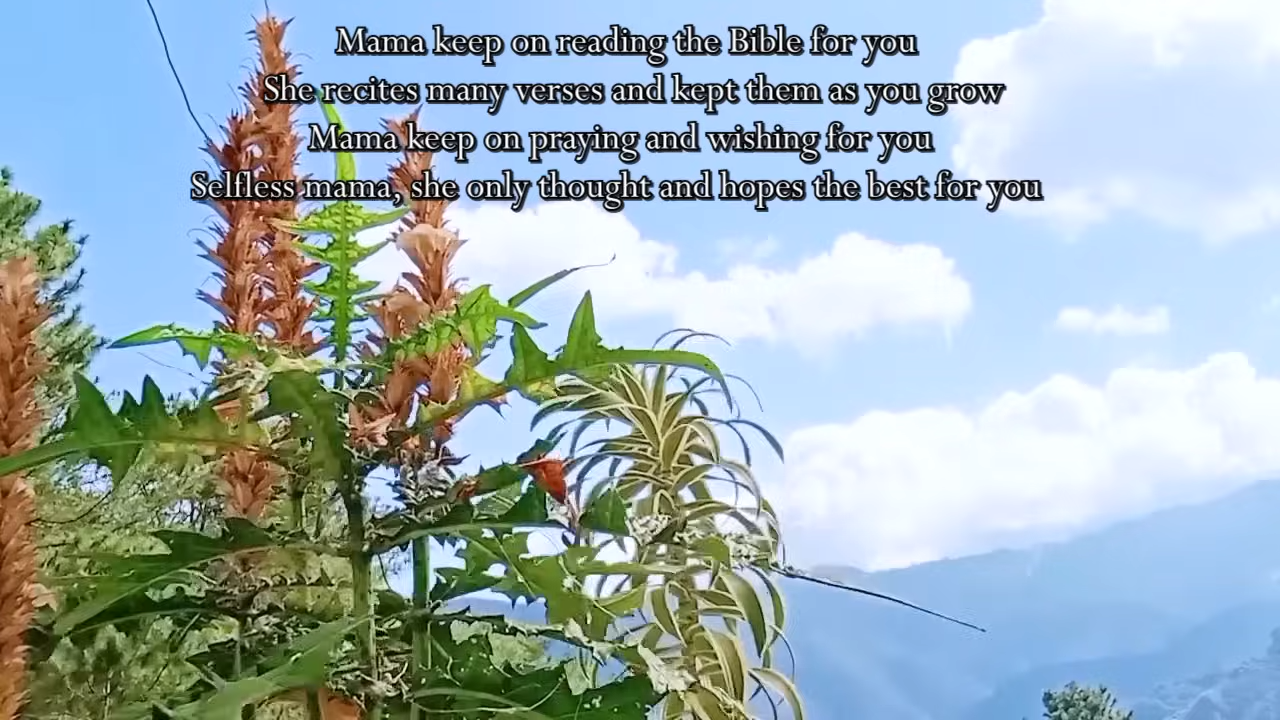 Mama keep on reading the Bible for you
She recites many verses and kept them as you grow
Mama keep on praying and wishing for you
Selfless mama, she only thought and hopes the best for you